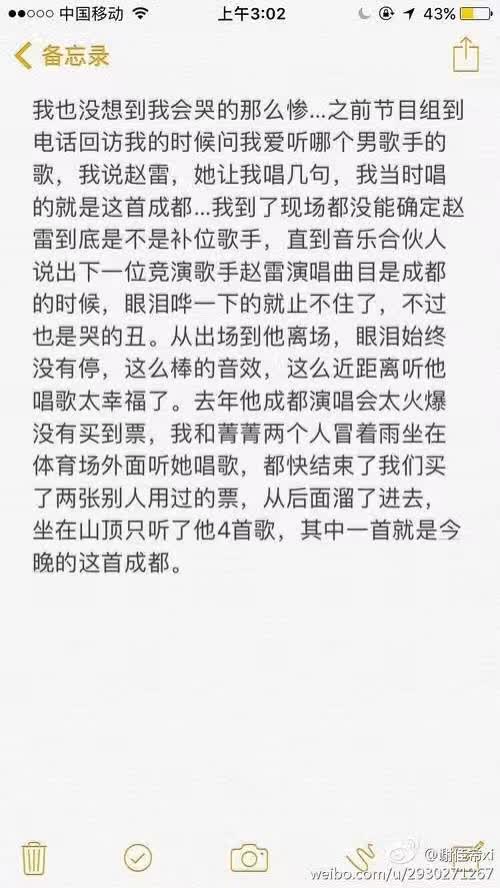 中国移动 上午3:02 43%
备忘录
我也没想到我会哭的那么惨...之前节目组到
电话回访我的时候问我爱听哪个男歌手的
歌，我说赵雷，她让我唱几句，我当时唱
的就是这首成都...我到了现场都没能确定赵
雷到底是不是补位歌手，直到音乐合伙人
说出下一位竞演歌手赵雷演唱曲目是成都
的时候，眼泪哗一下的就止不住了，不过
也是哭的丑。从出场到他离场，眼泪始终
没有停，这么棒的音效，这么近距离听他
唱歌太幸福了。去年他成都演唱会太火爆
没有买到票，我和菁菁两个人冒着雨坐在
体育场外面听她唱歌，都快结束了我们买
了两张别人用过的票，从后面溜了进去，
坐在山顶只听了他4首歌，其中一首就是今
晚的这首成都。
@谢佳希xi
weibo.com/u/2930271267